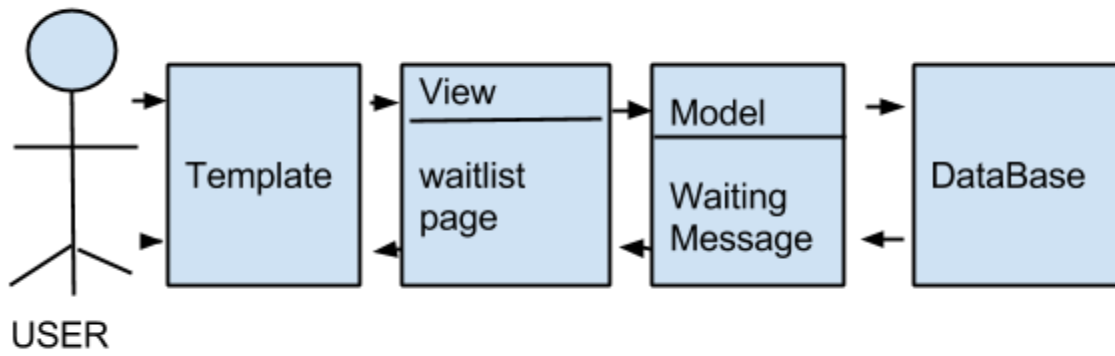 View
Model
Template
waitlist
page
Waiting
Message
DataBase
USER